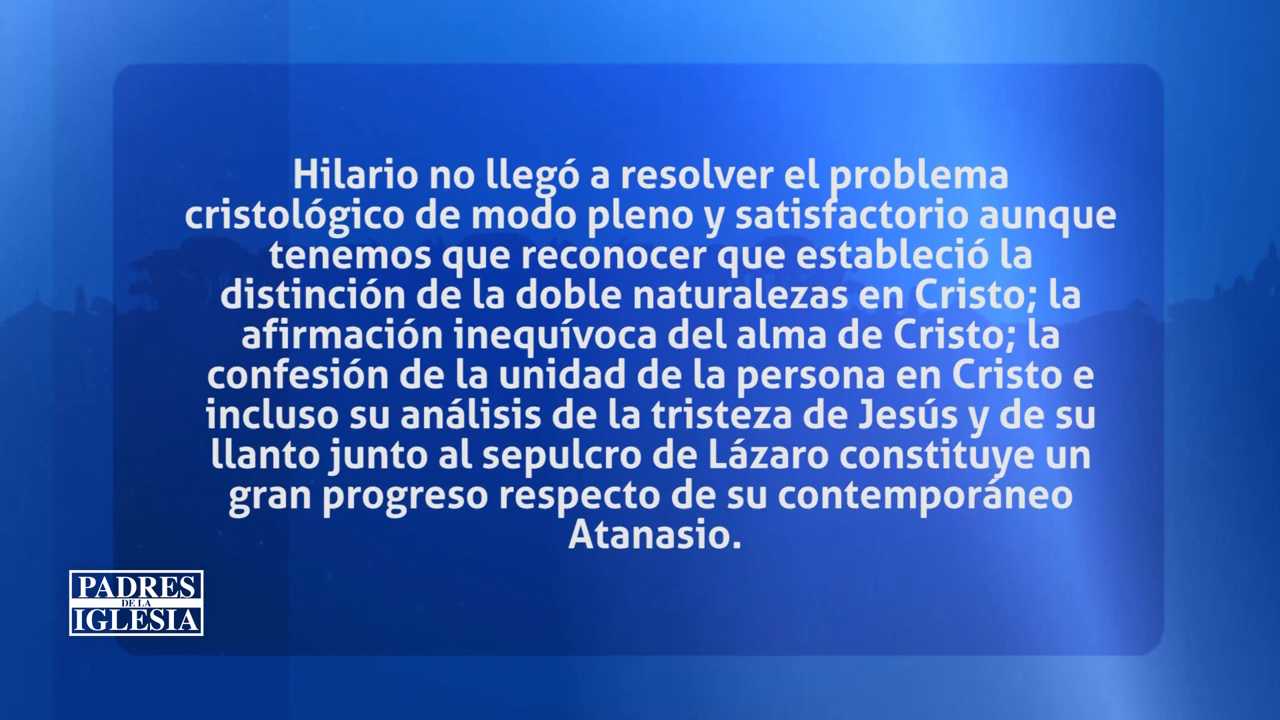 Hilario no llegó a resolver el problema
cristológico de modo pleno y satisfactorio aunque
tenemos que reconocer que estableció la
distinción de la doble naturalezas en Cristo; la
afirmación inequívoca del alma de Cristo; la
confesión de la unidad de la persona en Cristo e
incluso su análisis de la tristeza de Jesús y de su
llanto junto al sepulcro de Lázaro constituye un
gran progreso respecto de su contemporáneo
Atanasio.
PADRES
DE LA
IGLESIA